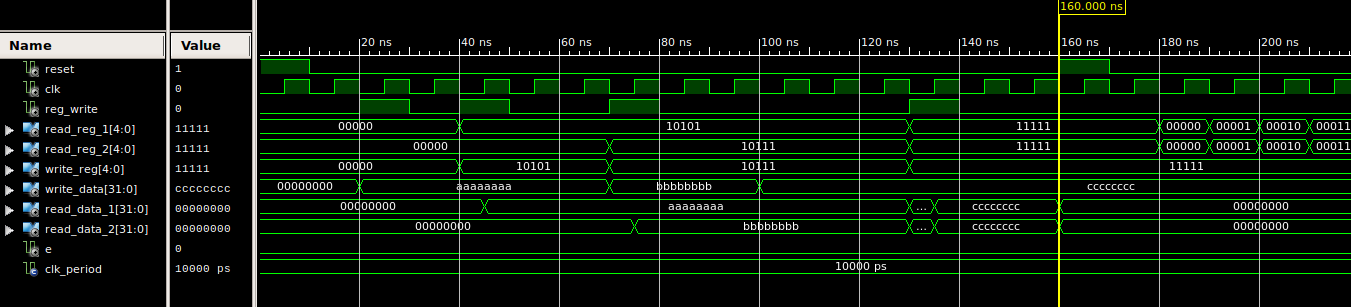 160.000 ns
Name Value 20 ns 40 ns 60 ns 80 ns 100 ns 120 ns 140 ns 160 ns 180 ns 200 ns
reset 1
clk 0
reg_write 0
read_reg_1[4:0] 11111 00000 10101 11111 00000 00001 00010 00011
read_reg_2[4:0] 11111 00000 10111 11111 00000 00001 00010 00011
write_reg[4:0] 11111 00000 10101 10111 11111
write_data[31:0] cccccccc 00000000 aaaaaaaa bbbbbbbb cccccccc
read_data_1[31:0] 00000000 00000000 aaaaaaaa ... cccccccc 00000000
read_data_2[31:0] 00000000 00000000 bbbbbbbb ... cccccccc 00000000
e 0
clk_period 10000 ps 10000 ps